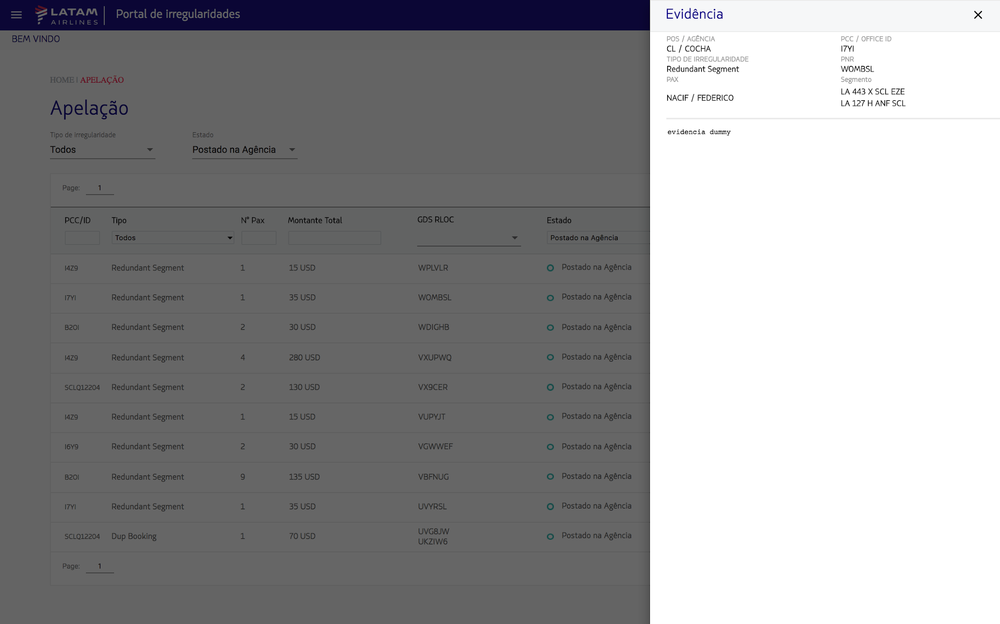 LATAM AIRLINES Portal de irregularidades
BEM VINDO
HOME | APELAÇÃO
Apelação
Tipo de irregularidade Estado
Todos Postado na Agência
Page: 1
PCC/ID Tipo N° Pax Montante Total GDS RLOC Estado
Todos Postado na Agência
I4Z9 Redundant Segment 1 15 USD WPLVLR Postado na Agência
I7YI Redundant Segment 1 35 USD WOMBSL Postado na Agência
B2OI Redundant Segment 2 30 USD WDIGHB Postado na Agência
I4Z9 Redundant Segment 4 280 USD VXUPWQ Postado na Agência
SCLQ12204 Redundant Segment 2 130 USD VX9CER Postado na Agência
I4Z9 Redundant Segment 1 15 USD VUPYJT Postado na Agência
I6Y9 Redundant Segment 2 30 USD VGWWEF Postado na Agência
B2OI Redundant Segment 9 135 USD VBFNUG Postado na Agência
I7YI Redundant Segment 1 35 USD UVYRSL Postado na Agência
SCLQ12204 Dup Booking 1 70 USD UVG8JW Postado na Agência
UKZIW6
Page: 1
Evidência
POS / AGÊNCIA PCC / OFFICE ID
CL / COCHA I7YI
TIPO DE IRREGULARIDADE PNR
Redundant Segment WOMBSL
PAX Segmento
NACIF / FEDERICO LA 443 X SCL EZE
LA 127 H ANF SCL
evidencia dummy